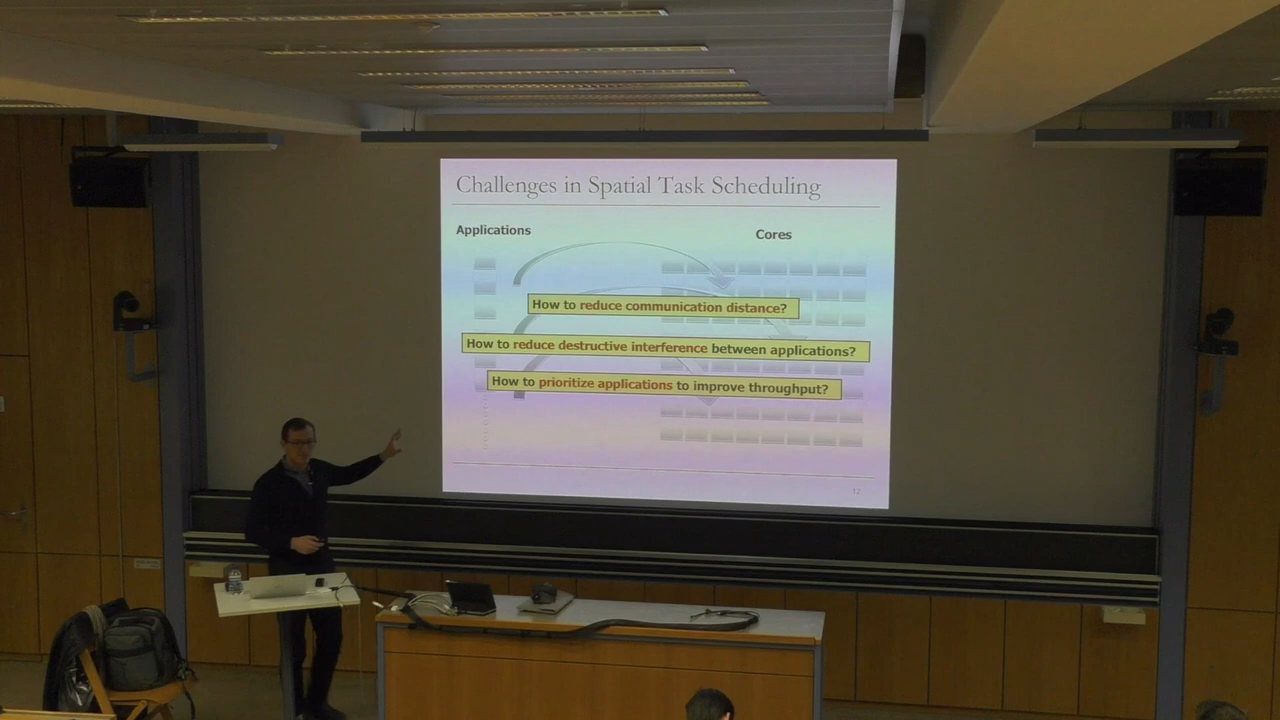 Challenges in Spatial Task Scheduling
Applications
Cores
How to reduce communication distance?
How to reduce destructive interference between applications?
How to prioritize applications to improve throughput?
12